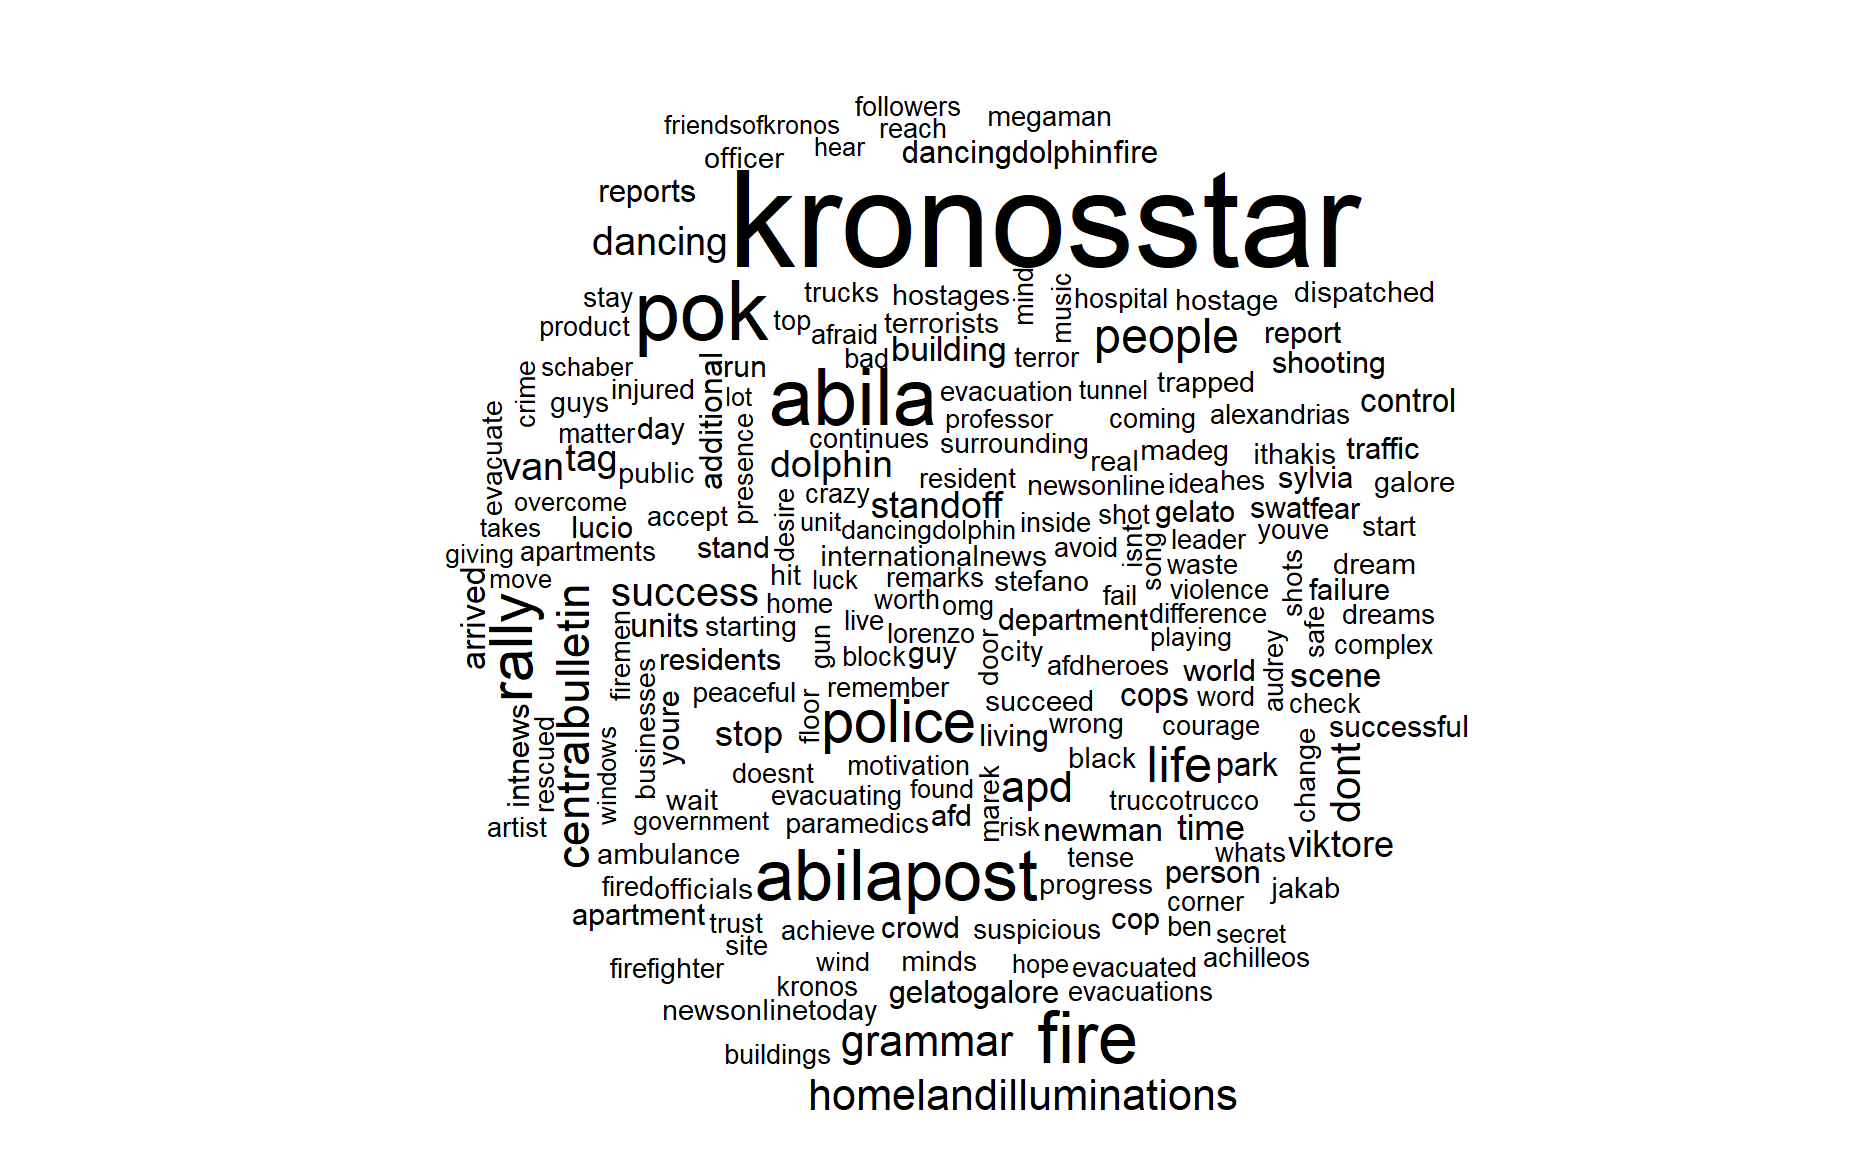 followers
megaman
friendsofkronos
reach
hear
officer
dancingdolphinfire
reports
kronosstar
dancing
stay
pok
trucks
hostages
mind
music
hospital
hostage
dispatched
product
top
afraid
terrorists
people
report
bad
building
terror
shooting
crime
schaber
injured
additional
run
lot
abila
evacuation
tunnel
trapped
control
evacuate
guys
matter
day
presence
professor
coming
alexandrias
continues
surrounding
real
madeg
ithakis
traffic
van
tag
public
dolphin
resident
newsonline
idea
hes
sylvia
galore
overcome
desire
crazy
standoff
shot
gelato
swat
fear
takes
lucio
accept
unit
dancingdolphin
inside
isnt
youve
start
giving
apartments
stand
internationalnews
avoid
song
leader
arrived
move
hit
luck
remarks
stefano
waste
shots
dream
rally
centralbulletin
success
home
worth
omg
fail
violence
failure
firemen
units
starting
gun
live
lorenzo
department
difference
safe
dreams
residents
block
guy
door
city
playing
audrey
complex
businesses
youre
peaceful
remember
afdheroes
world
scene
intnews
rescued
floor
succeed
cops
word
check
windows
stop
police
living
wrong
courage
successful
doesnt
motivation
black
life
park
change
dont
wait
evacuating
found
marek
apd
truccotrucco
artist
government
paramedics
afd
risk
newman
time
ambulance
tense
whats
viktore
fired
officials
abilapost
progress
person
jakab
apartment
trust
corner
achieve
crowd
suspicious
cop
ben
secret
site
firefighter
wind
minds
hope
evacuated
achilleos
kronos
gelatogalore
evacuations
newsonlinetoday
buildings
grammar
fire
homelandilluminations